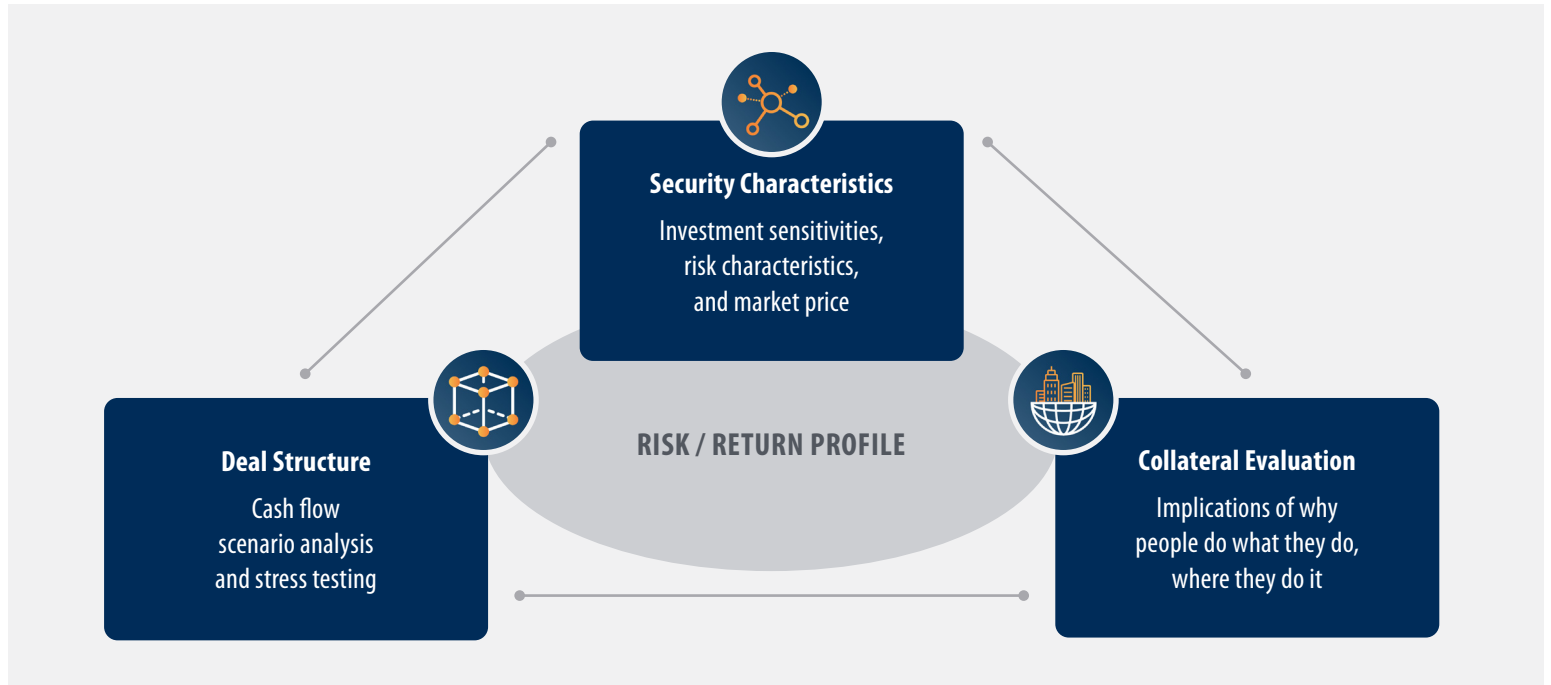 Security Characteristics
Investment sensitivities,
risk characteristics,
and market price
RISK / RETURN PROFILE
Deal Structure
Cash flow
scenario analysis
and stress testing
Collateral Evaluation
Implications of why
people do what they do,
where they do it